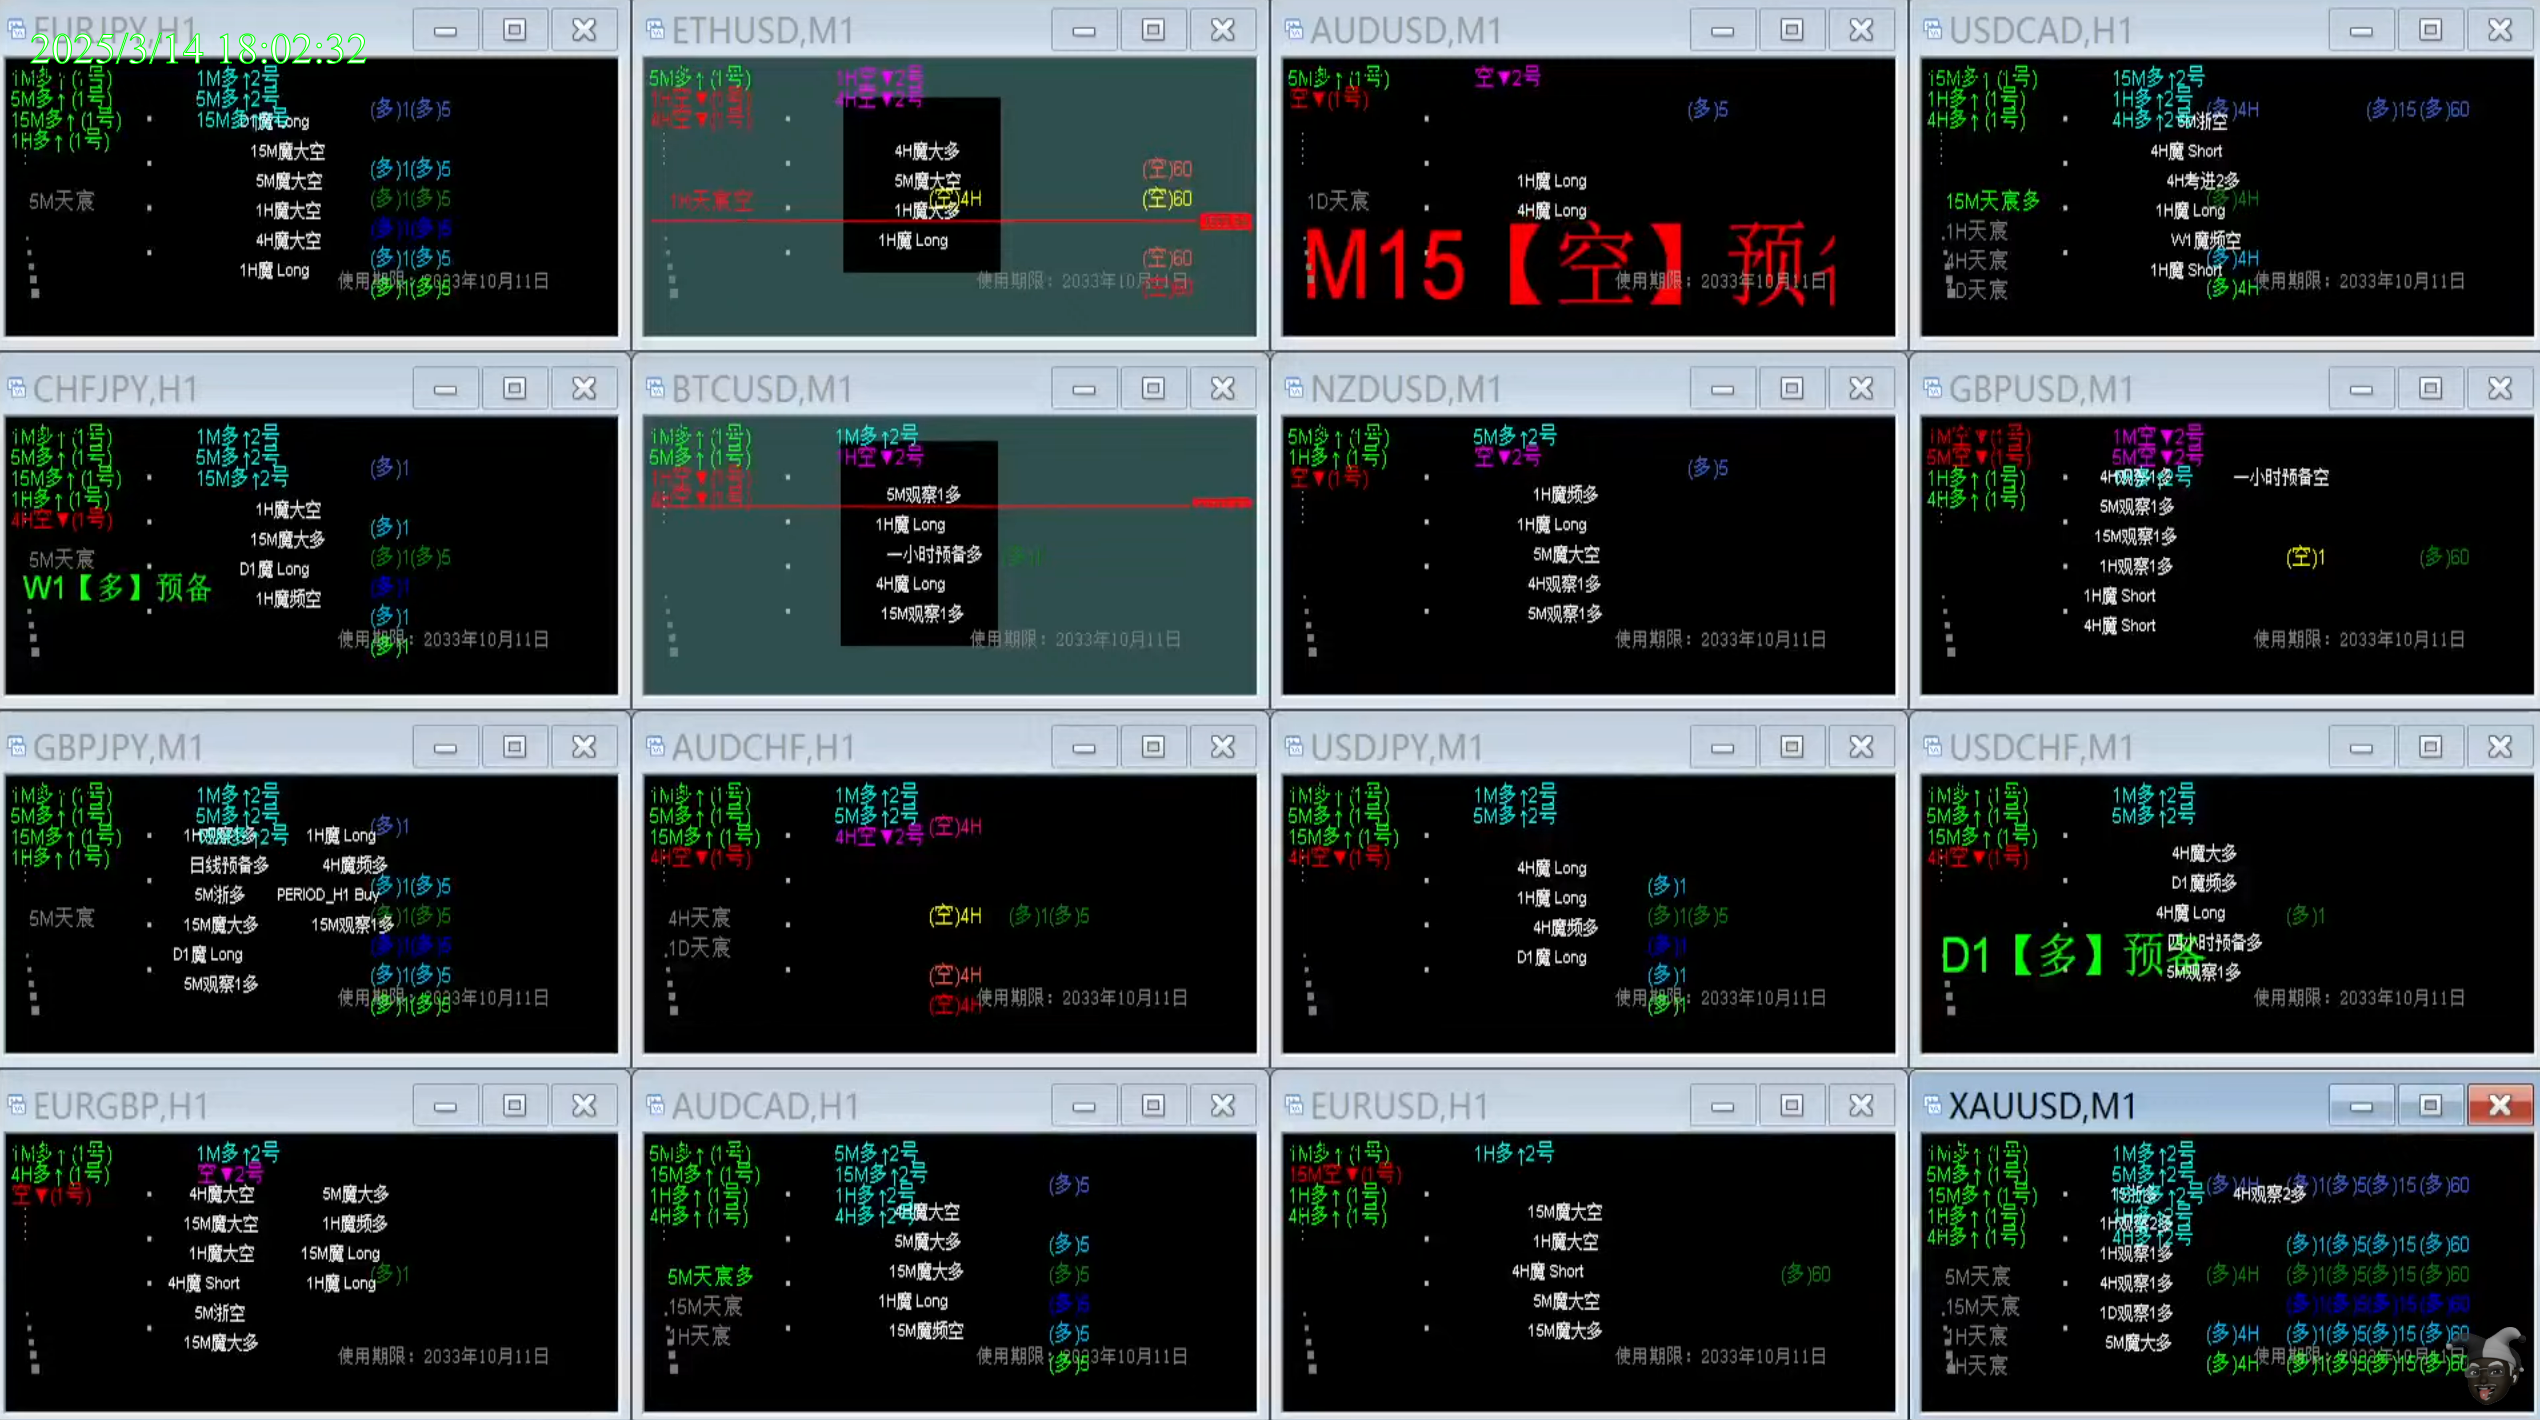 EURJPY,H1
2025/3/14 18:02:32
1M多↑(1号)
5M多↑(1号)
15M多↑(1号)
1H多↑(1号)
1M多↑2号
5M多↑2号
15M多↑2号
D1魔 Long
15M魔大空
5M魔大空
1H魔大空
4H魔大空
1H魔 Long
(多)1(多)5
(多)1(多)5
(多)1(多)5
(多)1(多)5
(多)1(多)5
(多)1(多)5
5M天宸
使用期限：2033年10月11日
ETHUSD,M1
5M多↑(1号)
1H空▼(1号)
4H空▼(1号)
1H空▼2号
4H空▼2号
4H魔大多
5M魔大空
(空)4H
1H魔大多
1H魔 Long
(空)60
(空)60
(空)60
1H天宸空
使用期限：2033年10月11日
AUDUSD,M1
5M多↑(1号)
空▼(1号)
空▼2号
(多)5
1H魔 Long
4H魔 Long
1D天宸
M15【空】预
使用期限：2033年10月11日
USDCAD,H1
15M多↑(1号)
1H多↑(1号)
4H多↑(1号)
15M多↑2号
1H多↑2号
4H多↑2号
(多)4H
(多)15(多)60
5M浙空
4H魔 Short
4H考进2多
(多)4H
1H魔 Long
W1魔频空
(多)4H
1H魔 Short
(多)4H
15M天宸多
1H天宸
4H天宸
1D天宸
使用期限：2033年10月11日
CHFJPY,H1
1M多↑(1号)
5M多↑(1号)
15M多↑(1号)
1H多↑(1号)
4H空▼(1号)
1M多↑2号
5M多↑2号
15M多↑2号
1H魔大空
15M魔大多
D1魔 Long
1H魔频空
(多)1
(多)1
(多)1(多)5
(多)1
(多)1
(多)1
5M天宸
W1【多】预备
使用期限：2033年10月11日
BTCUSD,M1
1M多↑(1号)
5M多↑(1号)
1H空▼(1号)
4H空▼(1号)
1M多↑2号
1H空▼2号
5M观察1多
1H魔 Long
一小时预备多
4H魔 Long
15M观察1多
使用期限：2033年10月11日
NZDUSD,M1
5M多↑(1号)
1H多↑(1号)
空▼(1号)
5M多↑2号
空▼2号
(多)5
1H魔频多
1H魔 Long
5M魔大空
4H观察1多
5M观察1多
使用期限：2033年10月11日
GBPUSD,M1
1M空▼(1号)
5M空▼(1号)
1H多↑(1号)
4H多↑(1号)
1M空▼2号
5M空▼2号
4H观察1多
一小时预备空
5M观察1多
15M观察1多
1H观察1多
1H魔 Short
4H魔 Short
(空)1
(多)60
使用期限：2033年10月11日
GBPJPY,M1
1M多↑(1号)
5M多↑(1号)
15M多↑(1号)
1H多↑(1号)
1M多↑2号
5M多↑2号
1H观察1多
1H魔 Long
日线预备多
4H魔频多
5M浙多
PERIOD_H1 Buy
15M魔大多
15M观察1多
D1魔 Long
5M观察1多
(多)1
(多)1(多)5
(多)1(多)5
(多)1(多)5
(多)1(多)5
(多)1(多)5
5M天宸
使用期限：2033年10月11日
AUDCHF,H1
1M多↑(1号)
5M多↑(1号)
15M多↑(1号)
4H空▼(1号)
1M多↑2号
5M多↑2号
4H空▼2号
(空)4H
(空)4H
(多)1(多)5
(空)4H
(空)4H
4H天宸
1D天宸
使用期限：2033年10月11日
USDJPY,M1
1M多↑(1号)
5M多↑(1号)
15M多↑(1号)
4H空▼(1号)
1M多↑2号
5M多↑2号
4H魔 Long
1H魔 Long
4H魔频多
D1魔 Long
(多)1
(多)1(多)5
(多)1
(多)1
(多)1
使用期限：2033年10月11日
USDCHF,M1
1M多↑(1号)
5M多↑(1号)
15M多↑(1号)
4H空▼(1号)
1M多↑2号
5M多↑2号
4H魔大多
D1魔频多
4H魔 Long
(多)1
四小时预备多
5M观察1多
D1【多】预备
使用期限：2033年10月11日
EURGBP,H1
1M多↑(1号)
4H多↑(1号)
空▼(1号)
1M多↑2号
空▼2号
4H魔大空
5M魔大多
15M魔大空
1H魔频多
1H魔大空
15M魔 Long
4H魔 Short
1H魔 Long
5M浙空
15M魔大多
(多)1
使用期限：2033年10月11日
AUDCAD,H1
5M多↑(1号)
15M多↑(1号)
1H多↑(1号)
4H多↑(1号)
5M多↑2号
15M多↑2号
1H多↑2号
4H多↑2号
4H魔大空
5M魔大多
15M魔大多
1H魔 Long
15M魔频空
(多)5
(多)5
(多)5
(多)5
(多)5
(多)5
5M天宸多
15M天宸
1H天宸
使用期限：2033年10月11日
EURUSD,H1
1M多↑(1号)
15M空▼(1号)
1H多↑(1号)
4H多↑(1号)
1H多↑2号
15M魔大空
1H魔大空
4H魔 Short
5M魔大空
15M魔大多
(多)60
使用期限：2033年10月11日
XAUUSD,M1
1M多↑(1号)
5M多↑(1号)
15M多↑(1号)
1H多↑(1号)
4H多↑(1号)
1M多↑2号
5M多↑2号
15M多↑2号
1H多↑2号
4H多↑2号
4H观察2多
1H观察2多
1H观察1多
4H观察1多
1D观察1多
5M魔大多
(多)4H
(多)1(多)5(多)15(多)60
(多)1(多)5(多)15(多)60
(多)4H
(多)1(多)5(多)15(多)60
(多)1(多)5(多)15(多)60
(多)4H
(多)1(多)5(多)15(多)60
(多)4H
(多)1(多)5(多)15(多)60
5M天宸
15M天宸
1H天宸
4H天宸
使用期限：2033年10月11日